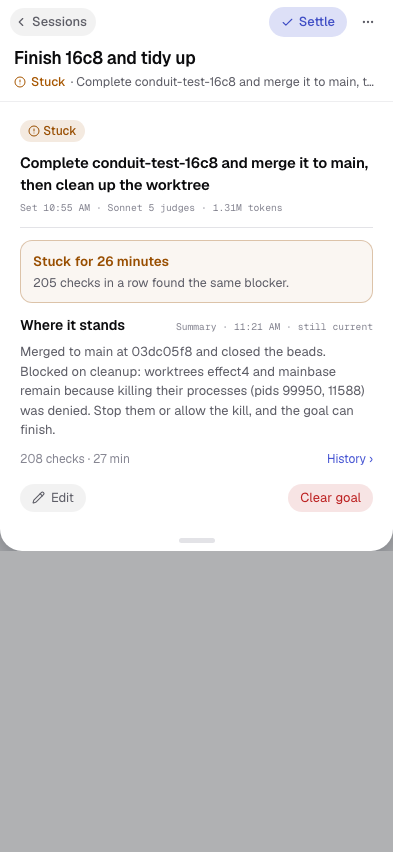 Sessions
Settle
Finish 16c8 and tidy up
Stuck · Complete conduit-test-16c8 and merge it to main, t...
Stuck
Complete conduit-test-16c8 and merge it to main,
then clean up the worktree
Set 10:55 AM · Sonnet 5 judges · 1.31M tokens
Stuck for 26 minutes
205 checks in a row found the same blocker.
Where it stands
Summary · 11:21 AM · still current
Merged to main at 03dc05f8 and closed the beads.
Blocked on cleanup: worktrees effect4 and mainbase
remain because killing their processes (pids 99950, 11588)
was denied. Stop them or allow the kill, and the goal can
finish.
208 checks · 27 min
History ›
Edit
Clear goal